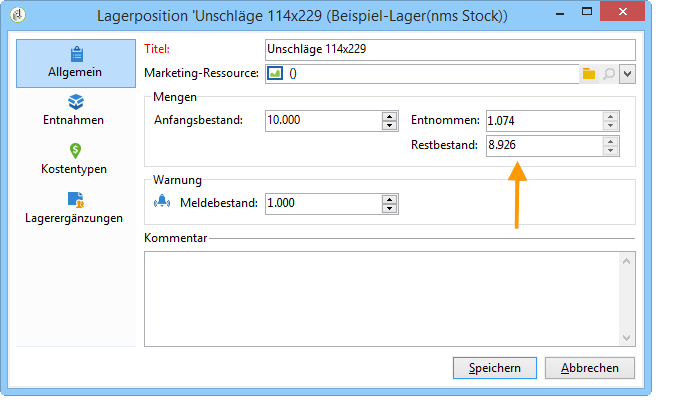 Lagerposition 'Unschläge 114x229 (Beispiel-Lager(nms Stock))
Allgemein
Entnahmen
Kostentypen
Lagerergänzungen
Titel: Unschläge 114x229
Marketing-Ressource: ()
Mengen
Anfangsbestand: 10.000 Entnommen: 1.074
Restbestand: 8.926
Warnung
Meldebestand: 1.000
Kommentar
Speichern Abbrechen